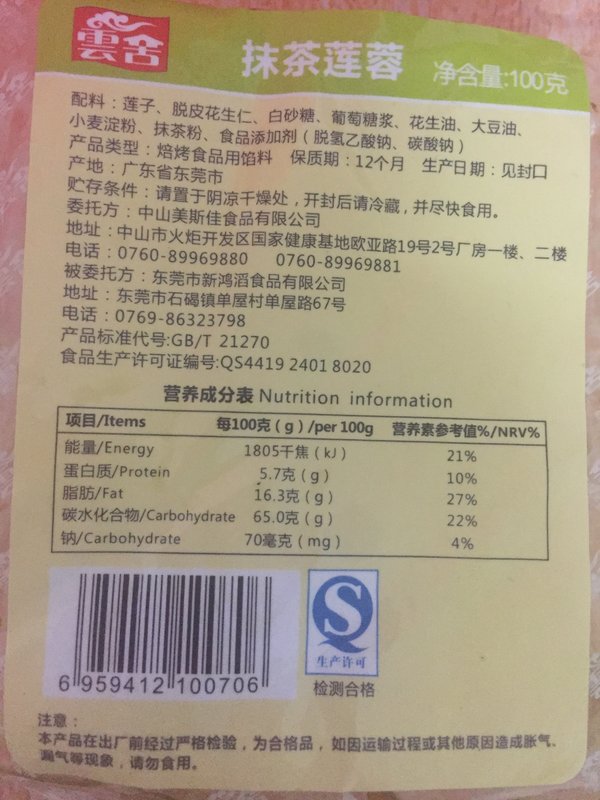 雲舍
抹茶莲蓉 净含量:100克
配料：莲子、脱皮花生仁、白砂糖、葡萄糖浆、花生油、大豆油、
小麦淀粉、抹茶粉、食品添加剂（脱氢乙酸钠、碳酸钠）
产品类型：焙烤食品用馅料 保质期：12个月 生产日期：见封口
产地：广东省东莞市
贮存条件：请置于阴凉干燥处，开封后请冷藏，并尽快食用。
委托方：中山美斯佳食品有限公司
地址：中山市火炬开发区国家健康基地欧亚路19号2号厂房一楼、二楼
电话：0760-89969880 0760-89969881
被委托方：东莞市新鸿滔食品有限公司
地址：东莞市石碣镇单屋村单屋路67号
电话：0769-86323798
产品标准代号:GB/T 21270
食品生产许可证编号:QS4419 2401 8020
营养成分表 Nutrition information
项目/Items 每100克（g）/per 100g 营养素参考值%/NRV%
能量/Energy 1805千焦（kJ） 21%
蛋白质/Protein 5.7克（g） 10%
脂肪/Fat 16.3克（g） 27%
碳水化合物/Carbohydrate 65.0克（g） 22%
钠/Carbohydrate 70毫克（mg） 4%
6 959412 100706
生产许可
检测合格
注意：
本产品在出厂前经过严格检验，为合格品，如因运输过程或其他原因造成胀气、
漏气等现象，请勿食用。